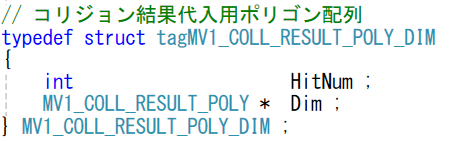 // コリジョン結果代入用ポリゴン配列
typedef struct tagMV1_COLL_RESULT_POLY_DIM
{
int HitNum ;
MV1_COLL_RESULT_POLY * Dim ;
} MV1_COLL_RESULT_POLY_DIM ;